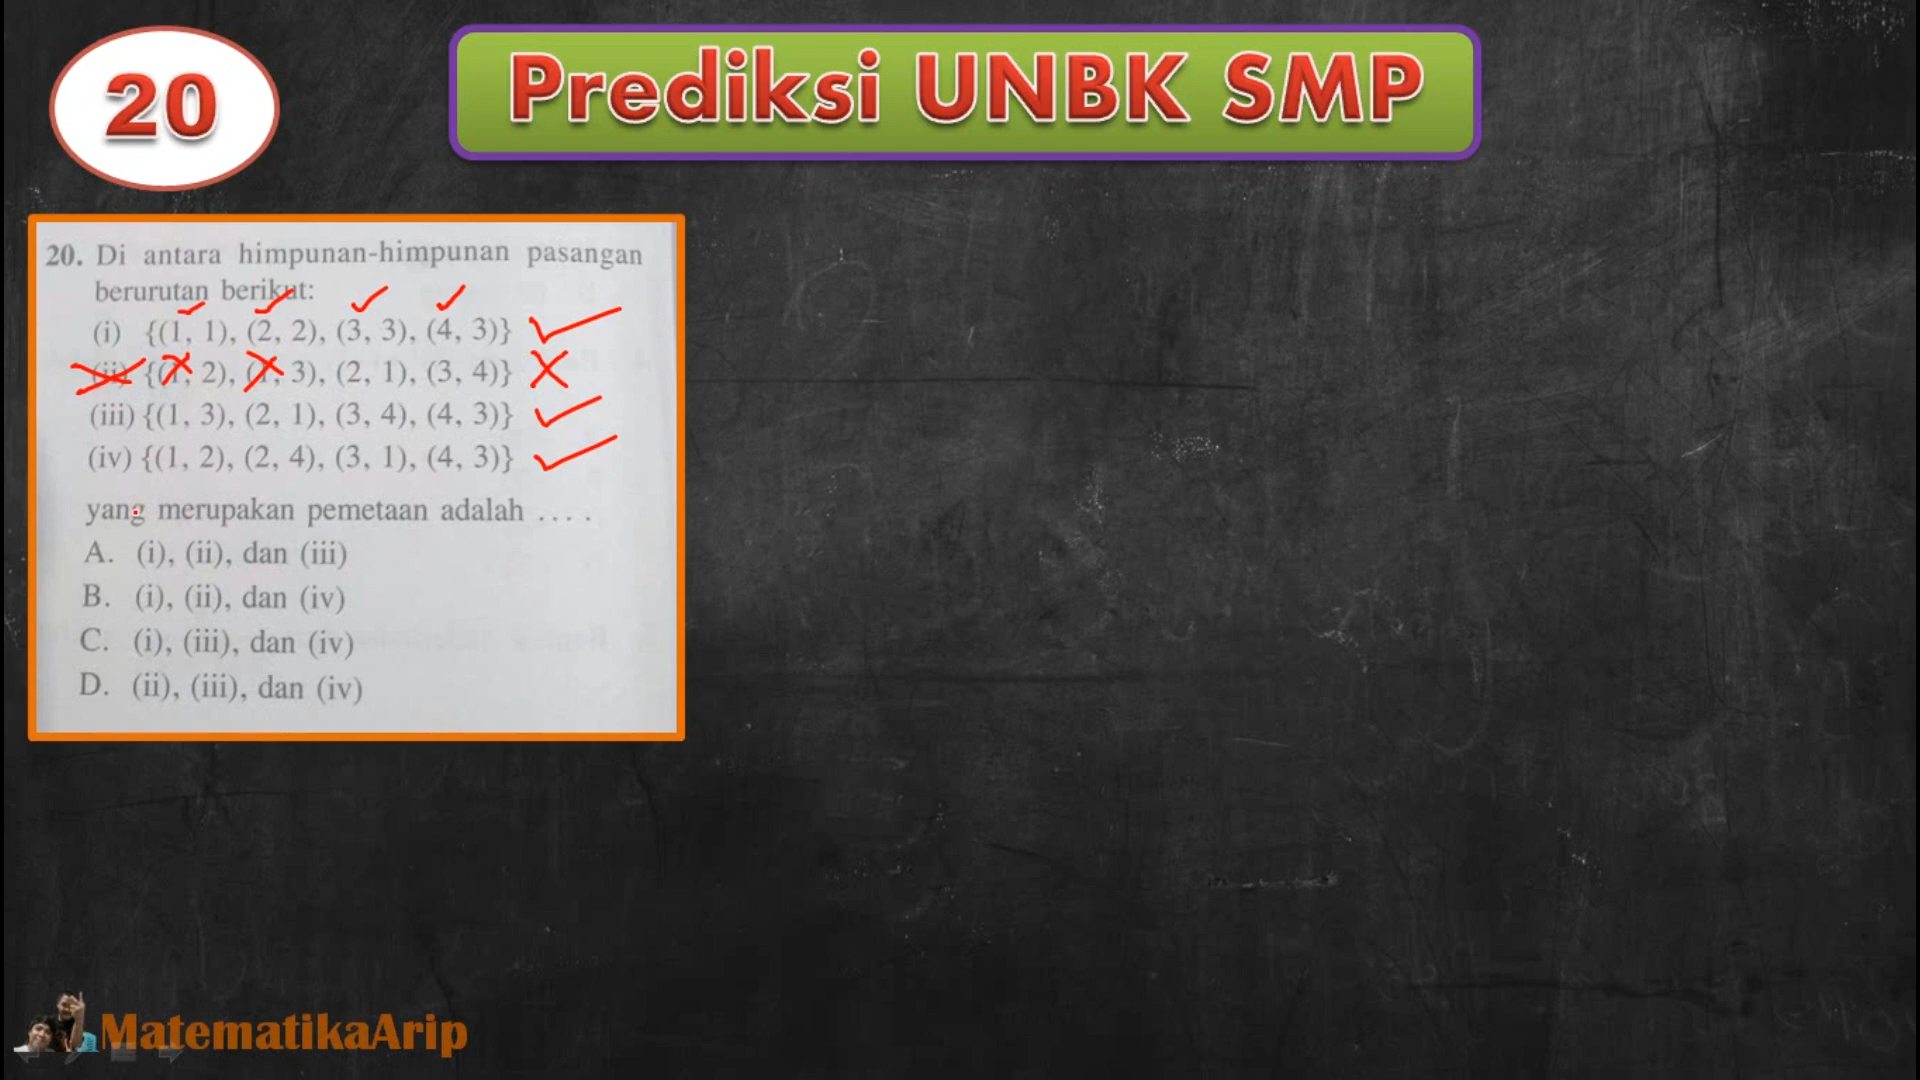 20
Prediksi UNBK SMP
20. Di antara himpunan-himpunan pasangan
berurutan berikut:
(i) {(1, 1), (2, 2), (3, 3), (4, 3)}
(ii) {(1, 2), (1, 3), (2, 1), (3, 4)}
(iii) {(1, 3), (2, 1), (3, 4), (4, 3)}
(iv) {(1, 2), (2, 4), (3, 1), (4, 3)}
yang merupakan pemetaan adalah ....
A. (i), (ii), dan (iii)
B. (i), (ii), dan (iv)
C. (i), (iii), dan (iv)
D. (ii), (iii), dan (iv)
MatematikaArip